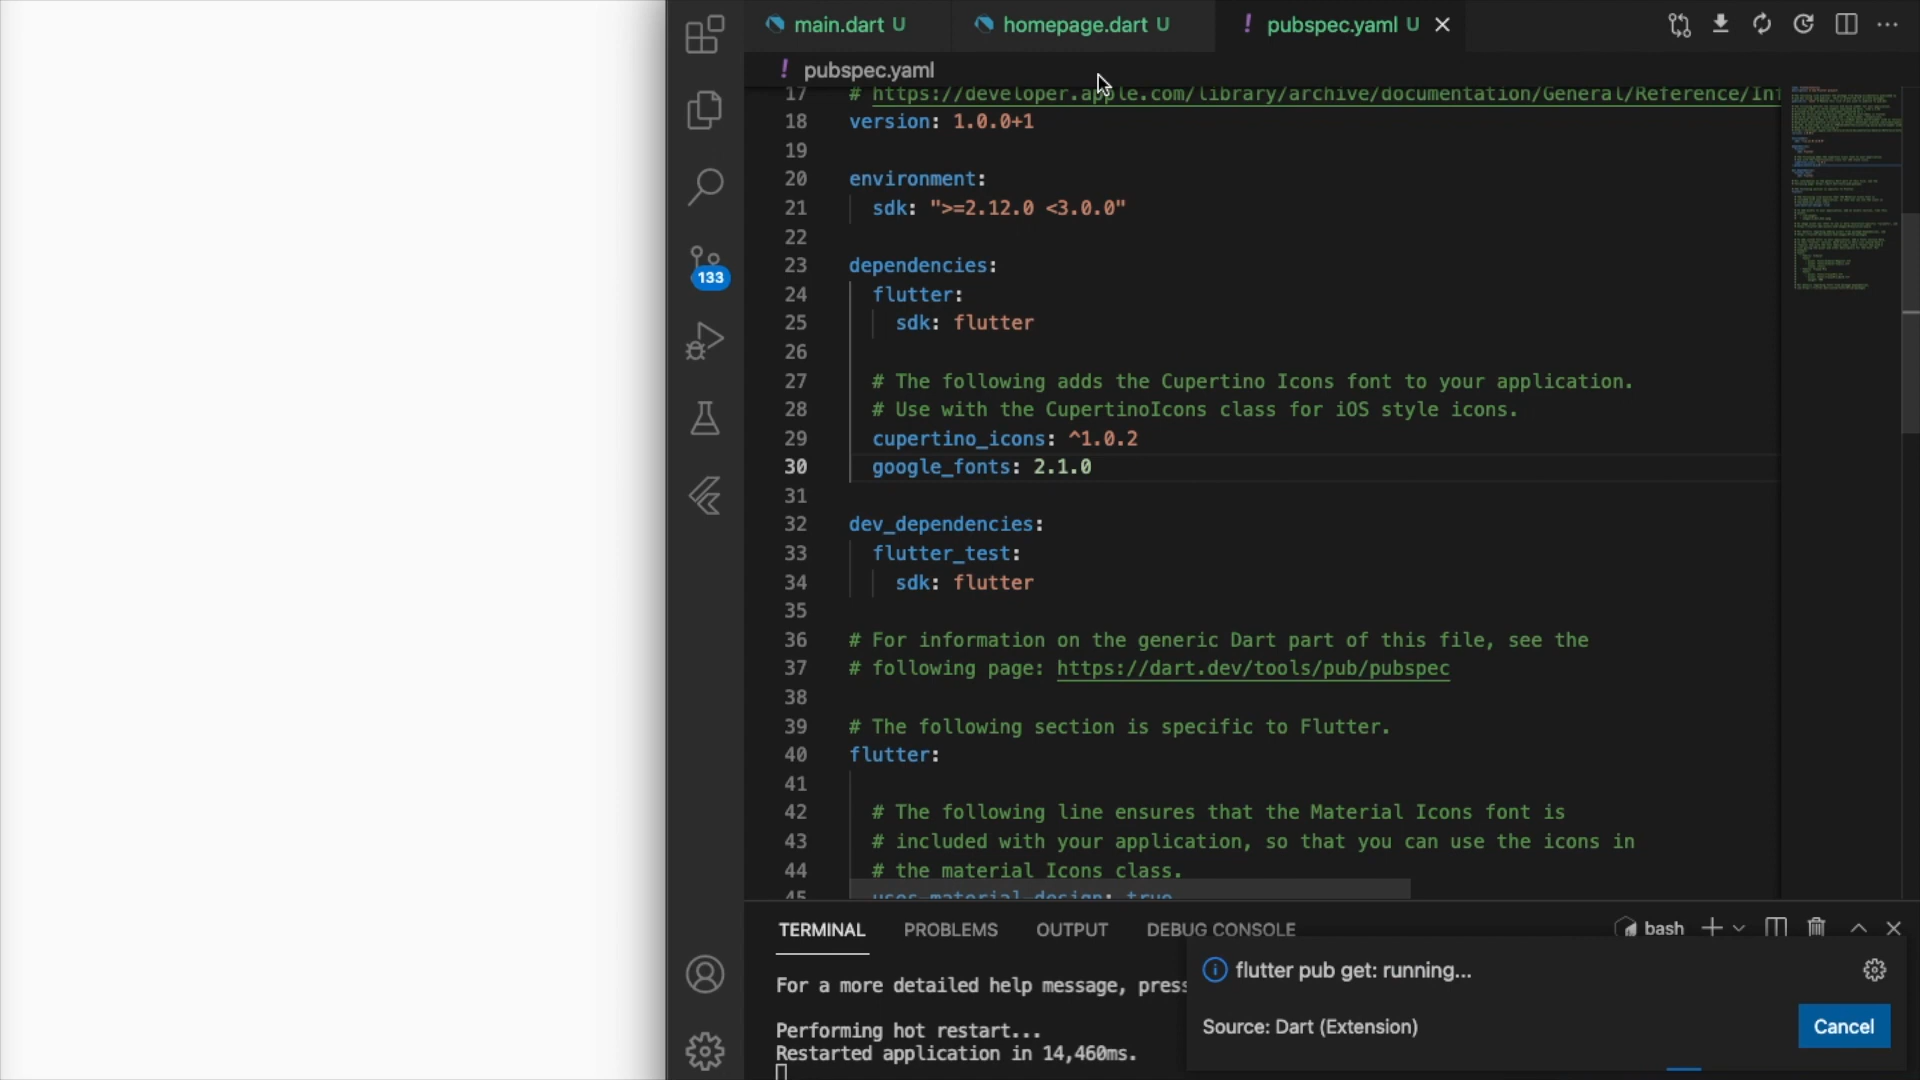 main.dart U
homepage.dart U
! pubspec.yaml U
! pubspec.yaml
17 # https://developer.apple.com/library/archive/documentation/General/Reference/Inf
18 version: 1.0.0+1
19
20 environment:
21 sdk: ">=2.12.0 <3.0.0"
22
23 dependencies:
24 flutter:
25 sdk: flutter
26
27 # The following adds the Cupertino Icons font to your application.
28 # Use with the CupertinoIcons class for iOS style icons.
29 cupertino_icons: ^1.0.2
30 google_fonts: 2.1.0
31
32 dev_dependencies:
33 flutter_test:
34 sdk: flutter
35
36 # For information on the generic Dart part of this file, see the
37 # following page: https://dart.dev/tools/pub/pubspec
38
39 # The following section is specific to Flutter.
40 flutter:
41
42 # The following line ensures that the Material Icons font is
43 # included with your application, so that you can use the icons in
44 # the material Icons class.
45 uses-material-design: true
133
TERMINAL
PROBLEMS
OUTPUT
DEBUG CONSOLE
bash
For a more detailed help message, press
Performing hot restart...
Restarted application in 14,460ms.
flutter pub get: running...
Source: Dart (Extension)
Cancel